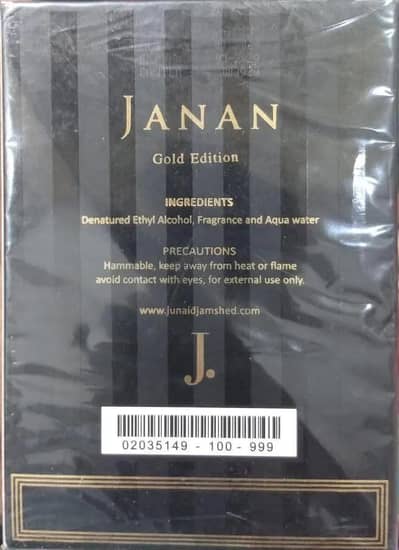 JANAN
Gold Edition
INGREDIENTS
Denatured Ethyl Alcohol, Fragrance and Aqua water
PRECAUTIONS
Hammable, keep away from heat or flame
avoid contact with eyes, for external use only.
www.junaidjamshed.com
J.
02035149 - 100 - 999